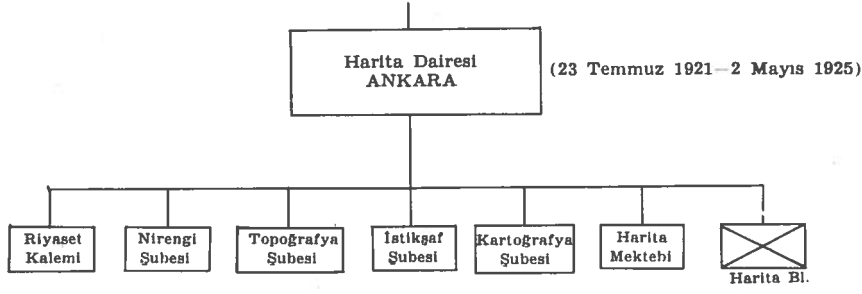 Harita Dairesi
ANKARA
(23 Temmuz 1921–2 Mayıs 1925)
Riyaset
Kalemi
Nirengi
Şubesi
Topoğrafya
Şubesi
İstikşaf
Şubesi
Kartoğrafya
Şubesi
Harita
Mektebi
Harita Bl.